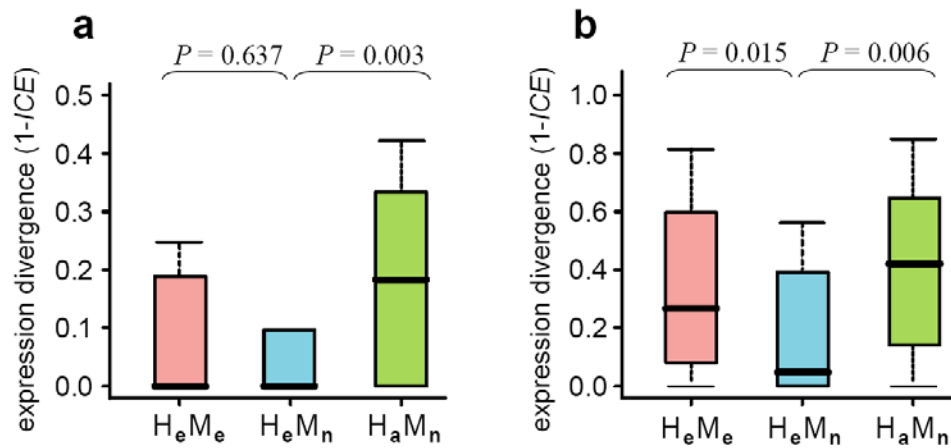 a
P = 0.637
P = 0.003
expression divergence (1-ICE)
0.5
0.4
0.3
0.2
0.1
0.0
HₑMₑ
HₑMₙ
HₐMₙ
b
P = 0.015
P = 0.006
expression divergence (1-ICE)
1.0
0.8
0.6
0.4
0.2
0.0
HₑMₑ
HₑMₙ
HₐMₙ